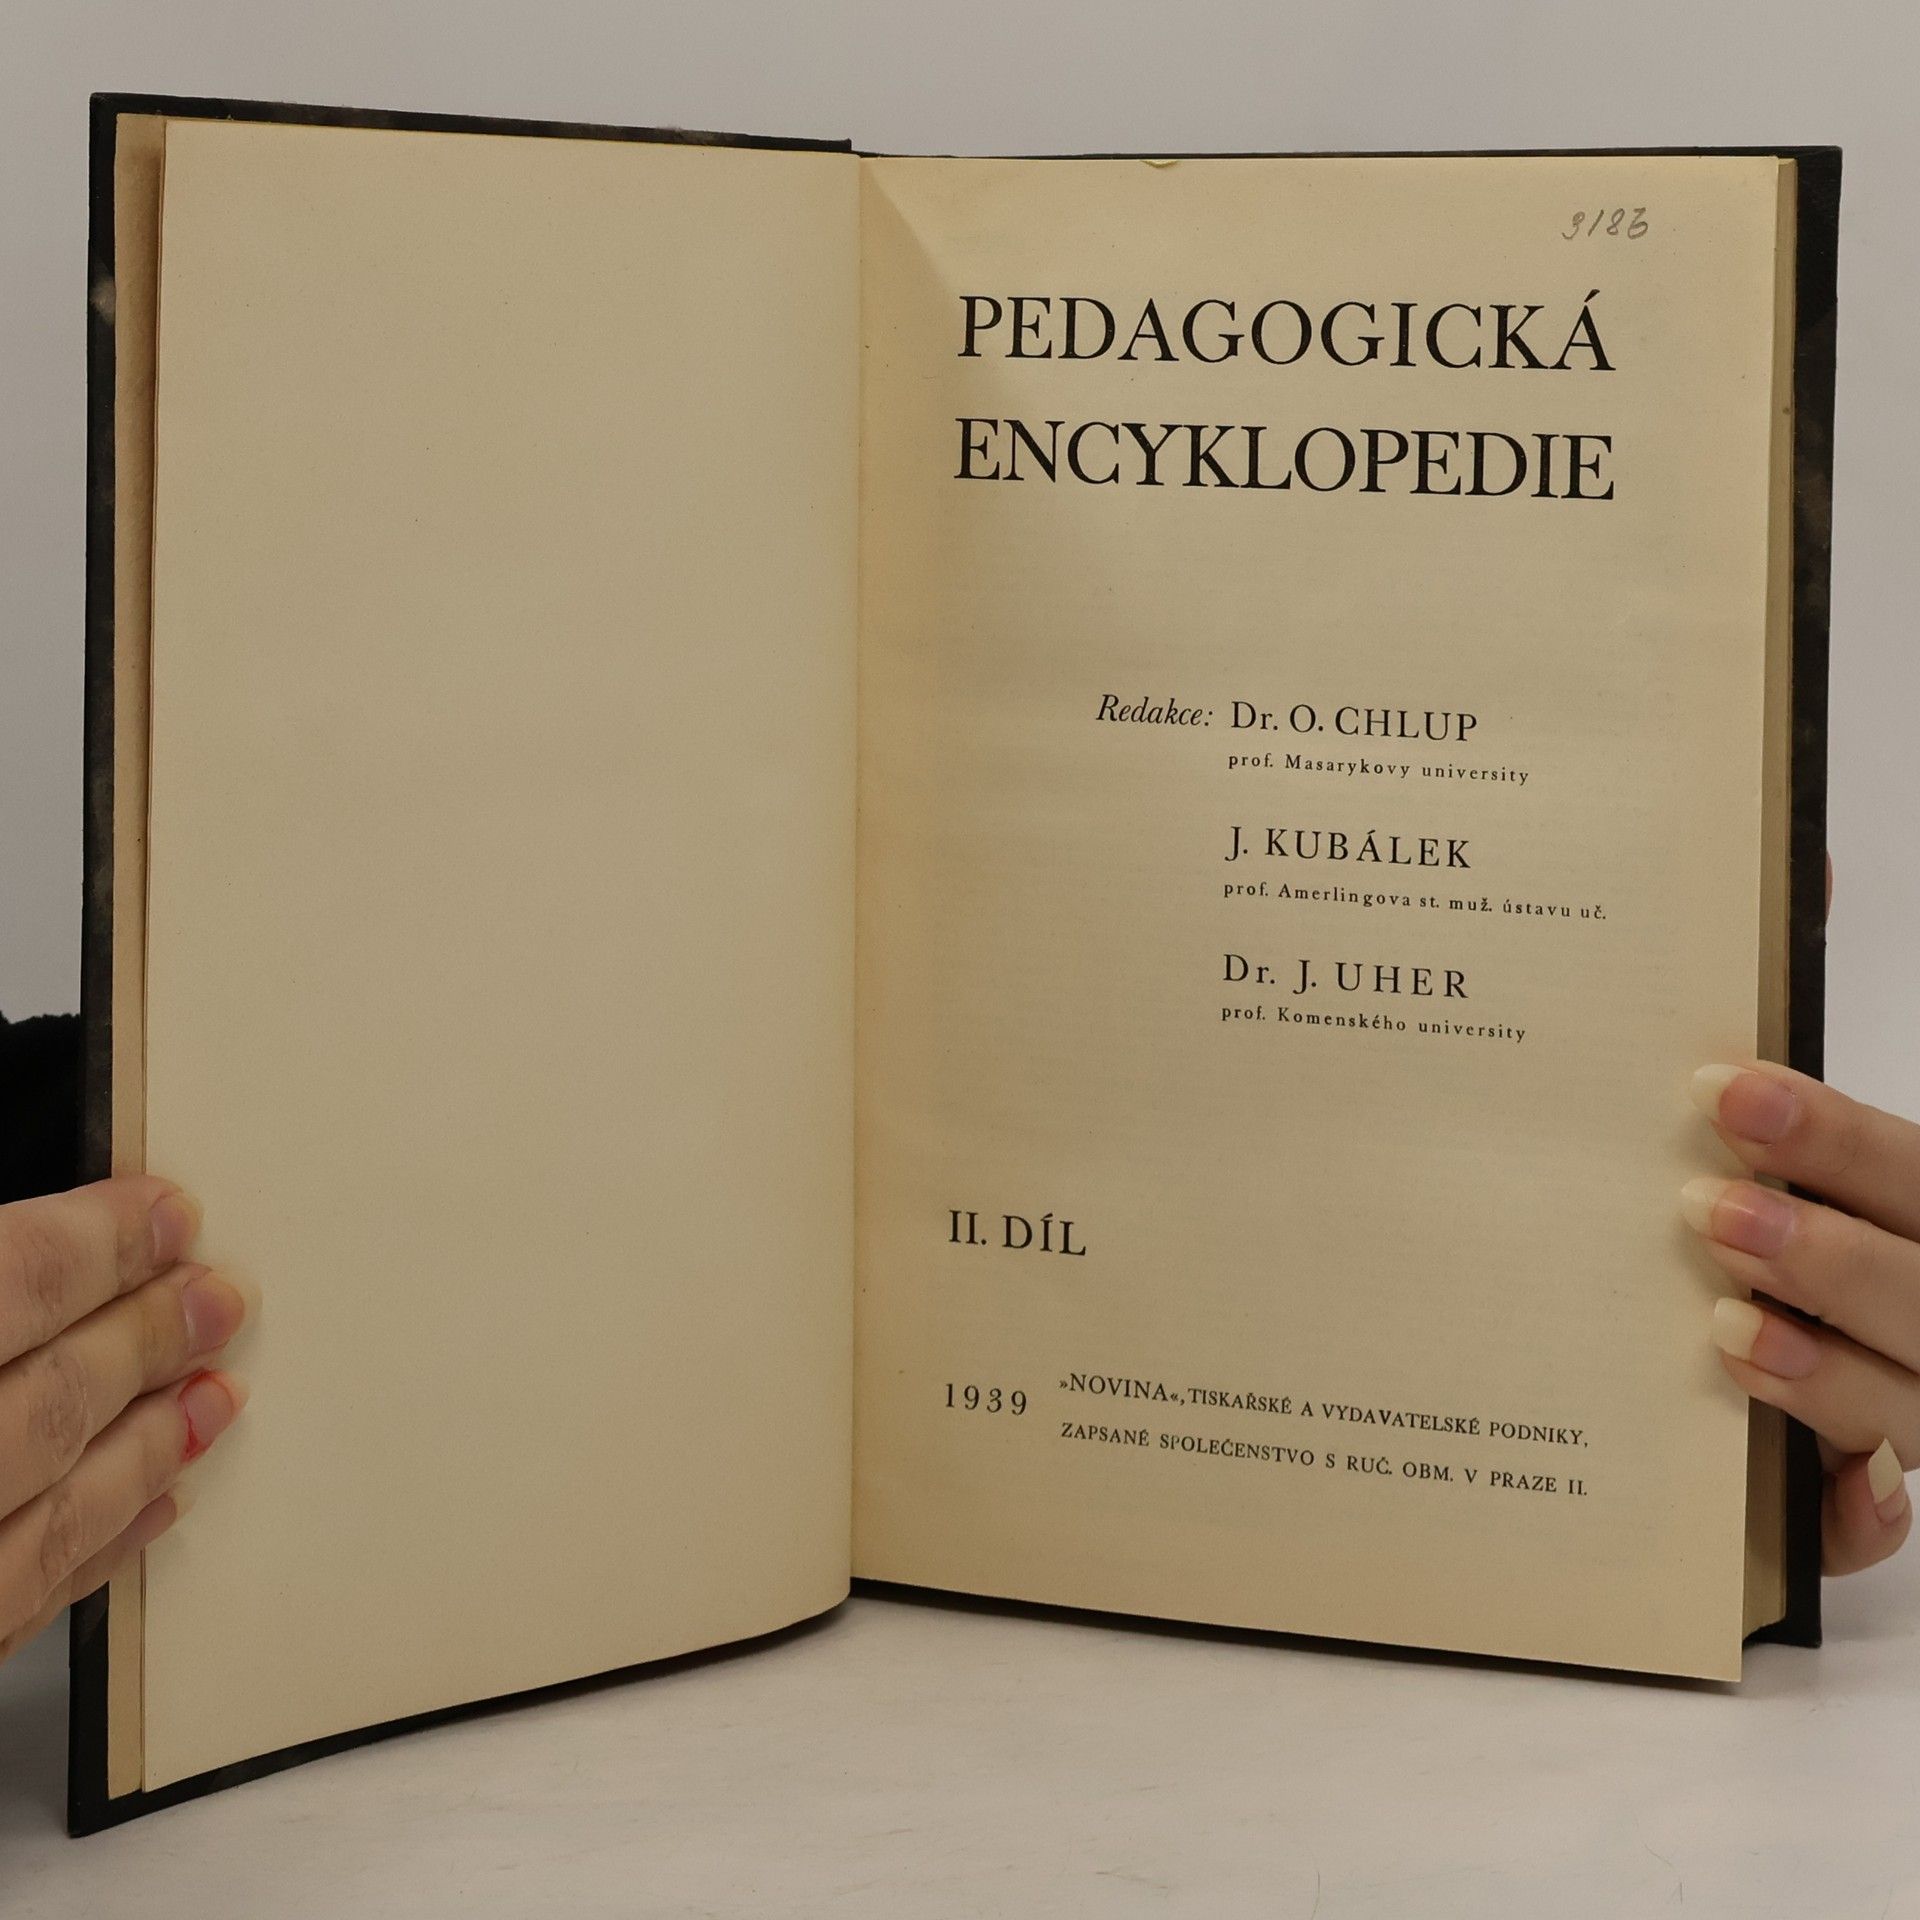 3186
PEDAGOGICKÁ
ENCYKLOPEDIE
Redakce: Dr. O. CHLUP
prof. Masarykovy university
J. KUBÁLEK
prof. Amerlingova st. muž. ústavu uč.
Dr. J. UHER
prof. Komenského university
II. DÍL
1939 »NOVINA«, TISKAŘSKÉ A VYDAVATELSKÉ PODNIKY,
ZAPSANÉ SPOLEČENSTVO S RUČ. OBM. V PRAZE II.